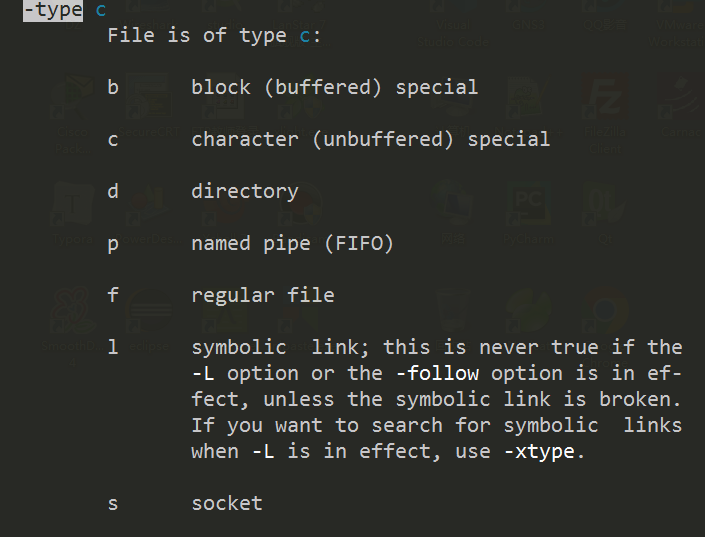 -type c
File is of type c:
b block (buffered) special
c character (unbuffered) special
d directory
p named pipe (FIFO)
f regular file
l symbolic link; this is never true if the
-L option or the -follow option is in ef-
fect, unless the symbolic link is broken.
If you want to search for symbolic links
when -L is in effect, use -xtype.
s socket